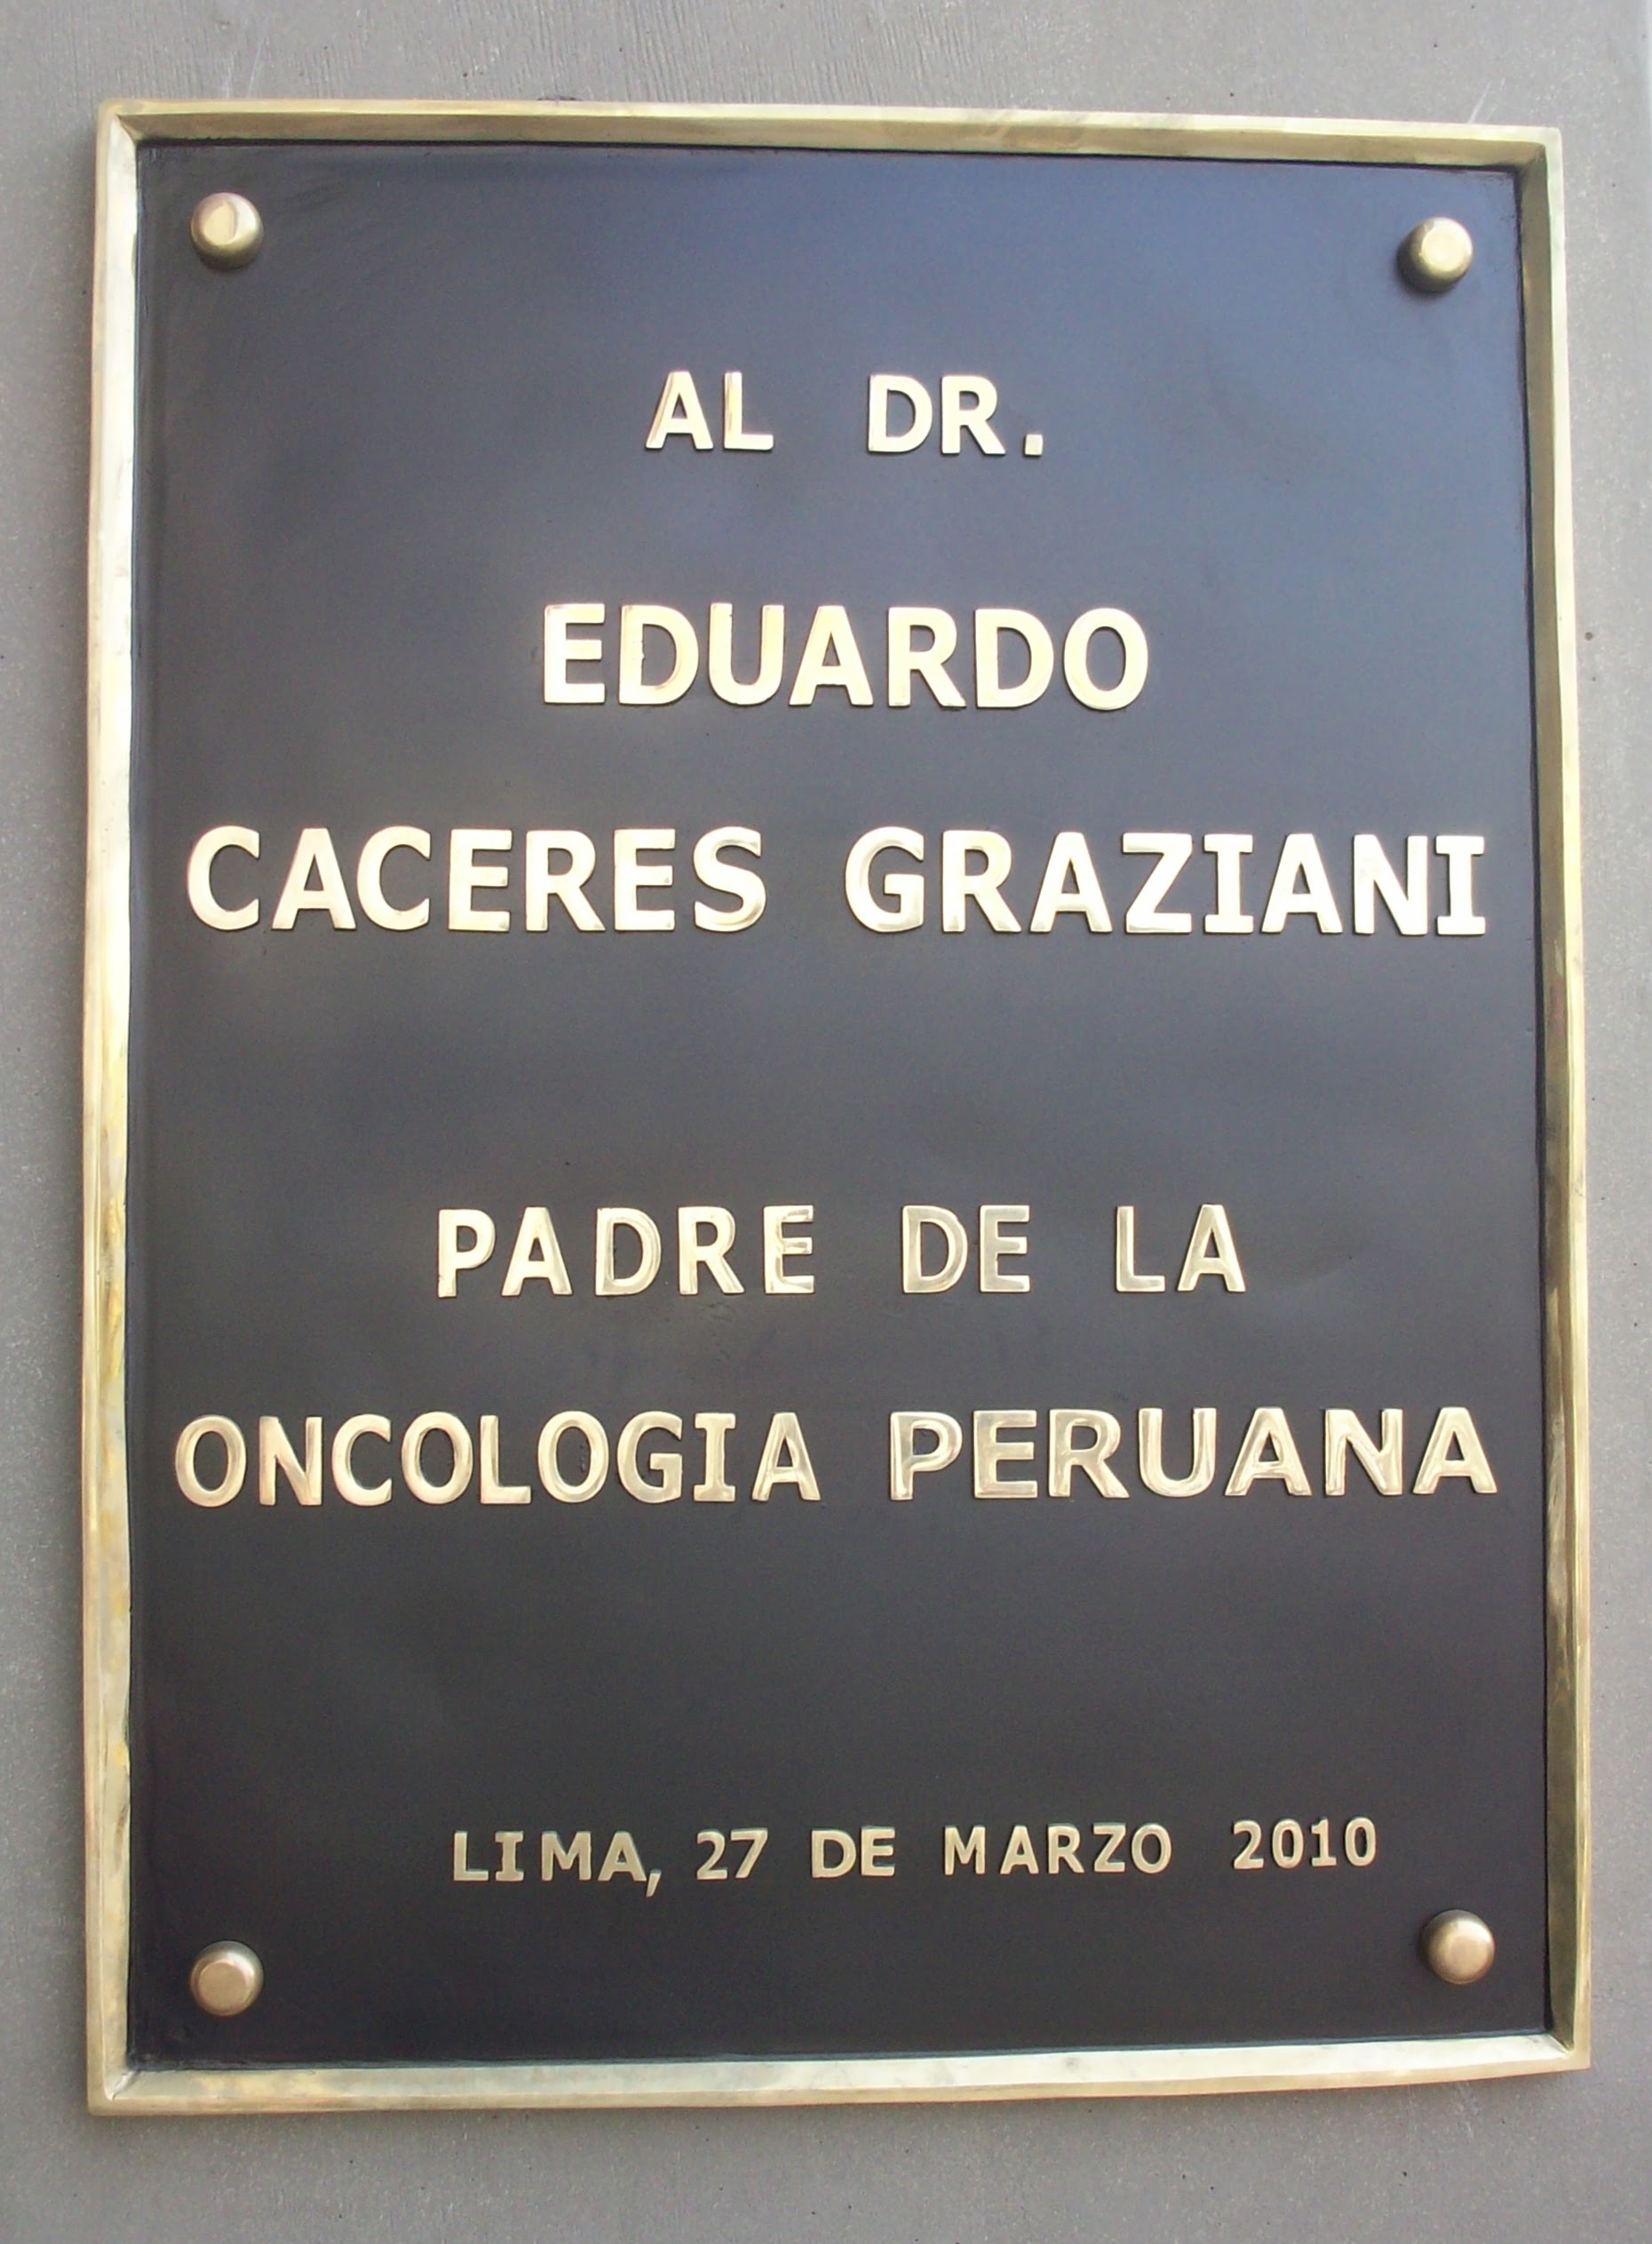 AL DR.
EDUARDO
CACERES GRAZIANI
PADRE DE LA
ONCOLOGIA PERUANA
LIMA, 27 DE MARZO 2010